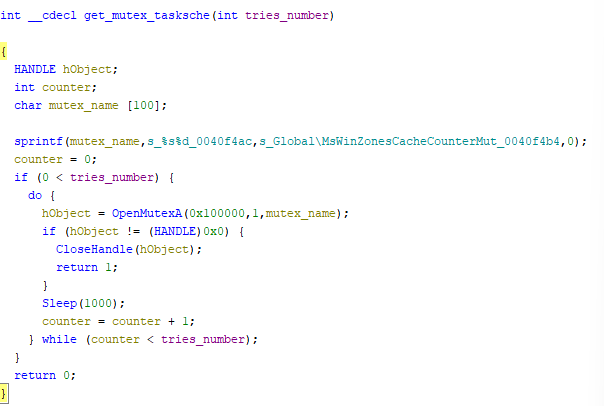 int __cdecl get_mutex_tasksche(int tries_number)
{
HANDLE hObject;
int counter;
char mutex_name [100];
sprintf(mutex_name,s_%s%d_0040f4ac,s_Global\MsWinZonesCacheCounterMut_0040f4b4,0);
counter = 0;
if (0 < tries_number) {
do {
hObject = OpenMutexA(0x100000,1,mutex_name);
if (hObject != (HANDLE)0x0) {
CloseHandle(hObject);
return 1;
}
Sleep(1000);
counter = counter + 1;
} while (counter < tries_number);
}
return 0;
}